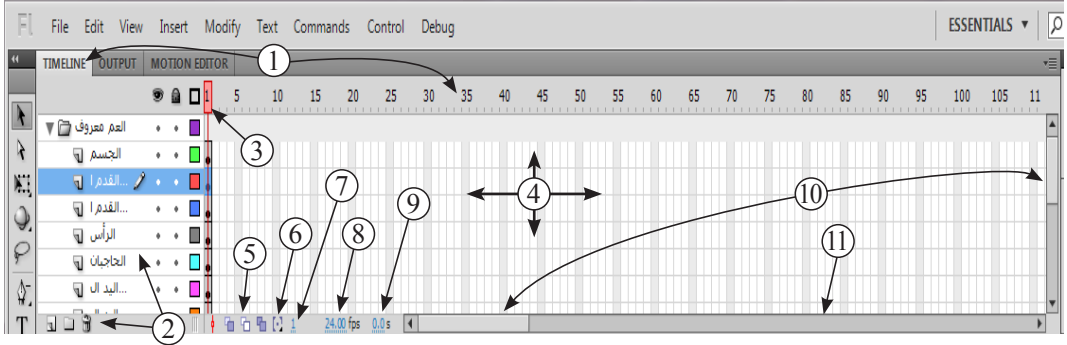 Fl File Edit View Insert Modify Text Commands Control Debug ESSENTIALS
TIMELINE OUTPUT MOTION EDITOR 1
1 5 10 15 20 25 30 35 40 45 50 55 60 65 70 75 80 85 90 95 100 105 11
العم معروف
3
الجسم
...القدم ا 4 7 10
...القدم ا 9
الرأس 6 8 11
الحاجبان 5
...اليد ال
2 1 24.00 fps 0.0 s